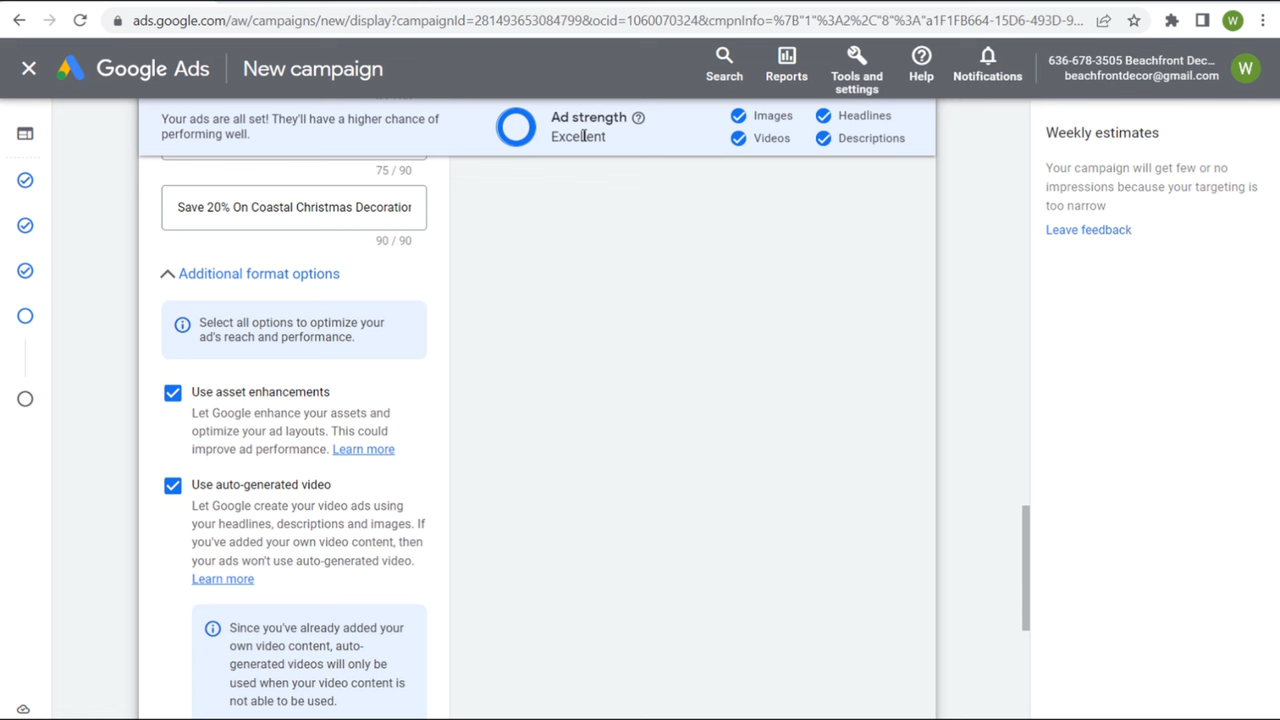 ads.google.com/aw/campaigns/new/display?campaignId=281493653084799&ocid=1060070324&cmpnInfo=%7B"1"%3A2%2C"8"%3A"a1F1FB664-15D6-493D-9...
W
Google Ads
New campaign
Search
Reports
Tools and
settings
Help
Notifications
636-678-3505 Beachfront Dec...
beachfrontdecor@gmail.com
W
Your ads are all set! They'll have a higher chance of
performing well.
Ad strength
Excellent
Images
Headlines
Videos
Descriptions
75 / 90
Save 20% On Coastal Christmas Decoration
90 / 90
Additional format options
Select all options to optimize your
ad's reach and performance.
Use asset enhancements
Let Google enhance your assets and
optimize your ad layouts. This could
improve ad performance. Learn more
Use auto-generated video
Let Google create your video ads using
your headlines, descriptions and images. If
you've added your own video content, then
your ads won't use auto-generated video.
Learn more
Since you've already added your
own video content, auto-
generated videos will only be
used when your video content is
not able to be used.
Weekly estimates
Your campaign will get few or no
impressions because your targeting is
too narrow
Leave feedback